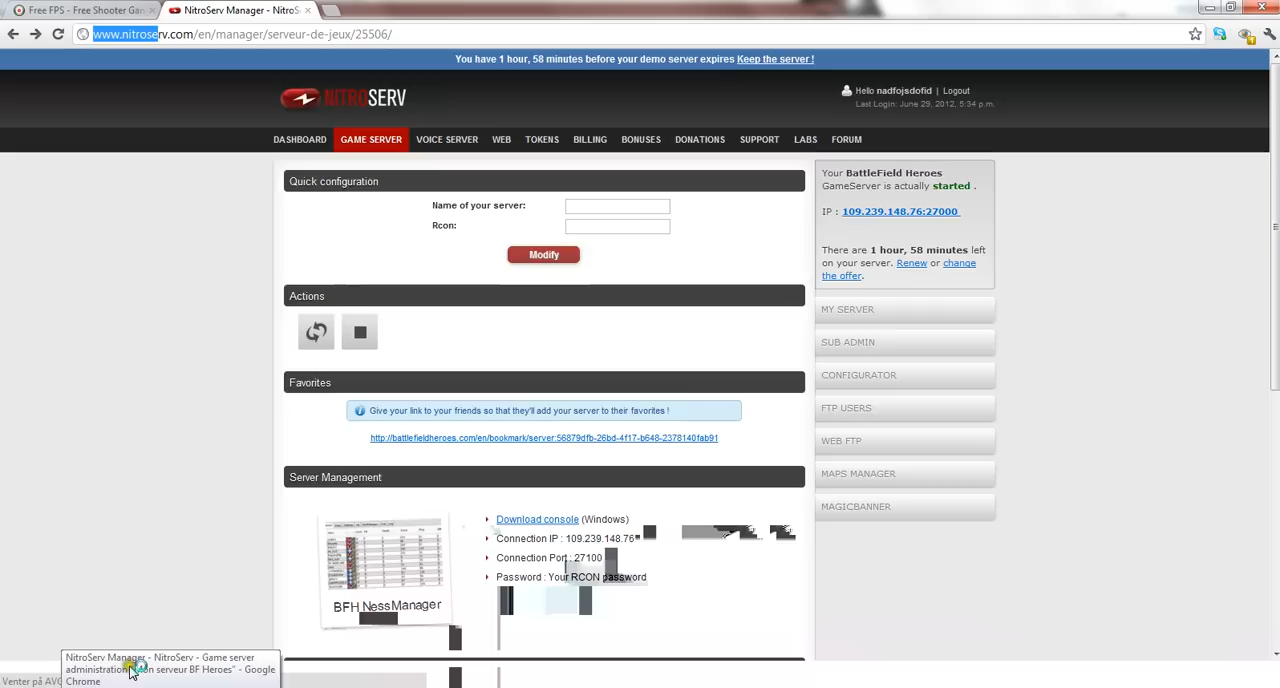 Free FPS - Free Shooter Gam
NitroServ Manager - NitroS
www.nitroserv.com/en/manager/serveur-de-jeux/25506/
You have 1 hour, 58 minutes before your demo server expires Keep the server !
NITROSERV
Hello nadfojsdofid | Logout
Last Login: June 29, 2012, 5:34 p.m.
DASHBOARD GAME SERVER VOICE SERVER WEB TOKENS BILLING BONUSES DONATIONS SUPPORT LABS FORUM
Quick configuration
Name of your server:
Rcon:
Modify
Actions
Favorites
Give your link to your friends so that they'll add your server to their favorites !
http://battlefieldheroes.com/en/bookmark/server:56879dfb-26bd-4f17-b648-2378140fab91
Server Management
BFH NessManager
Download console (Windows)
Connection IP : 109.239.148.76
Connection Port : 27100
Password : Your RCON password
Your BattleField Heroes
GameServer is actually started .
IP : 109.239.148.76:27000
There are 1 hour, 58 minutes left
on your server. Renew or change
the offer.
MY SERVER
SUB ADMIN
CONFIGURATOR
FTP USERS
WEB FTP
MAPS MANAGER
MAGICBANNER
NitroServ Manager - NitroServ - Game server
administration on serveur BF Heroes" - Google
Chrome
Venter på AVG